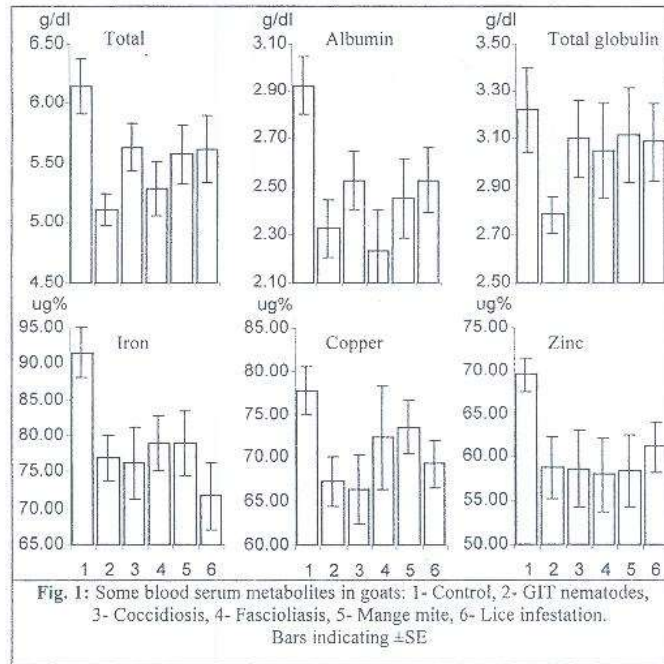 g/dl g/dl g/dl
Total Albumin Total globulin
6.50 3.10 3.50
6.00 2.90 3.30
5.50 2.70 3.10
2.50
5.00 2.30 2.90
2.70
4.50 2.10 2.50
ug% ug% ug%
Iron Copper Zinc
95.00 85.00 75.00
90.00 80.00 70.00
75.00 65.00
80.00 70.00 60.00
75.00 65.00 55.00
70.00
65.00 60.00 50.00
1 2 3 4 5 6 1 2 3 4 5 6 1 2 3 4 5 6
Fig. 1: Some blood serum metabolites in goats: 1- Control, 2- GIT nematodes,
3- Coccidiosis, 4- Fascioliasis, 5- Mange mite, 6- Lice infestation.
Bars indicating ±SE